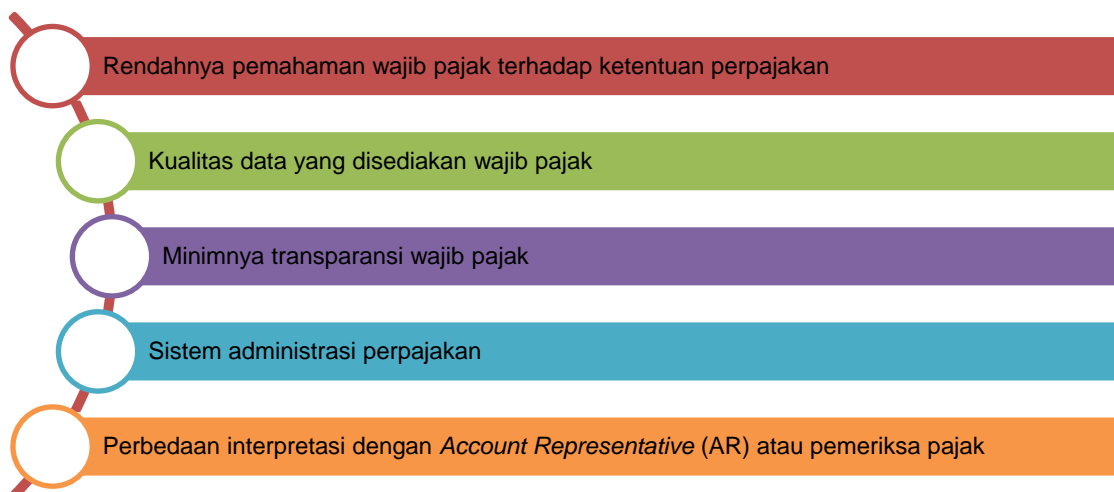 Rendahnya pemahaman wajib pajak terhadap ketentuan perpajakan
Kualitas data yang disediakan wajib pajak
Minimnya transparansi wajib pajak
Sistem administrasi perpajakan
Perbedaan interpretasi dengan Account Representative (AR) atau pemeriksa pajak